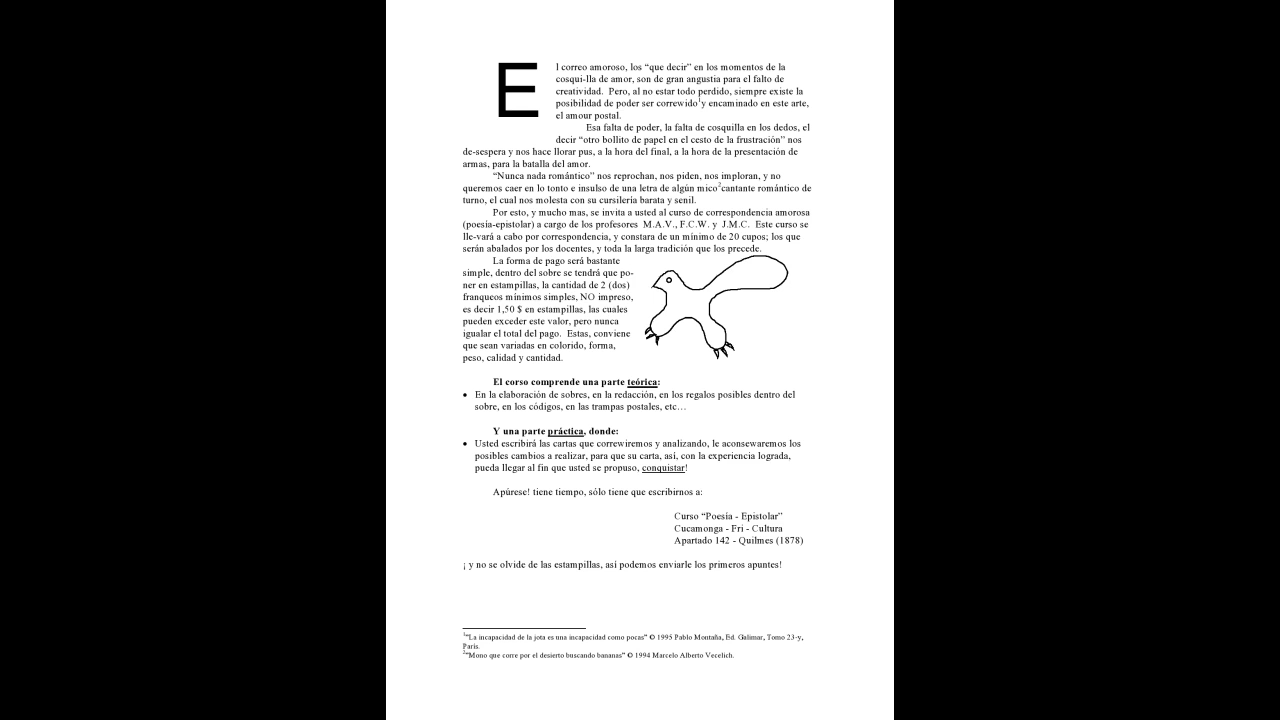 El correo amoroso, los “que decir” en los momentos de la
cosqui-lla de amor, son de gran angustia para el falto de
creatividad. Pero, al no estar todo perdido, siempre existe la
posibilidad de poder ser correwido¹y encaminado en este arte,
el amour postal.
Esa falta de poder, la falta de cosquilla en los dedos, el
decir “otro bollito de papel en el cesto de la frustración” nos
de-sespera y nos hace llorar pus, a la hora del final, a la hora de la presentación de
armas, para la batalla del amor.
“Nunca nada romántico” nos reprochan, nos piden, nos imploran, y no
queremos caer en lo tonto e insulso de una letra de algún mico²cantante romántico de
turno, el cual nos molesta con su cursilería barata y senil.
Por esto, y mucho mas, se invita a usted al curso de correspondencia amorosa
(poesía-epistolar) a cargo de los profesores M.A.V., F.C.W. y J.M.C. Este curso se
lle-vará a cabo por correspondencia, y constara de un mínimo de 20 cupos; los que
serán abalados por los docentes, y toda la larga tradición que los precede.
La forma de pago será bastante
simple, dentro del sobre se tendrá que po-
ner en estampillas, la cantidad de 2 (dos)
franqueos mínimos simples, NO impreso,
es decir 1,50 $ en estampillas, las cuales
pueden exceder este valor, pero nunca
igualar el total del pago. Estas, conviene
que sean variadas en colorido, forma,
peso, calidad y cantidad.
El corso comprende una parte teórica:
• En la elaboración de sobres, en la redacción, en los regalos posibles dentro del
sobre, en los códigos, en las trampas postales, etc…
Y una parte práctica, donde:
• Usted escribirá las cartas que correwiremos y analizando, le aconsewaremos los
posibles cambios a realizar, para que su carta, así, con la experiencia lograda,
pueda llegar al fin que usted se propuso, conquistar!
Apúrese! tiene tiempo, sólo tiene que escribirnos a:
Curso “Poesía - Epistolar”
Cucamonga - Fri - Cultura
Apartado 142 - Quilmes (1878)
¡ y no se olvide de las estampillas, así podemos enviarle los primeros apuntes!
¹“La incapacidad de la jota es una incapacidad como pocas” © 1995 Pablo Montaña, Ed. Galimar, Tomo 23-y,
París.
²“Mono que corre por el desierto buscando bananas” © 1994 Marcelo Alberto Vecelich.